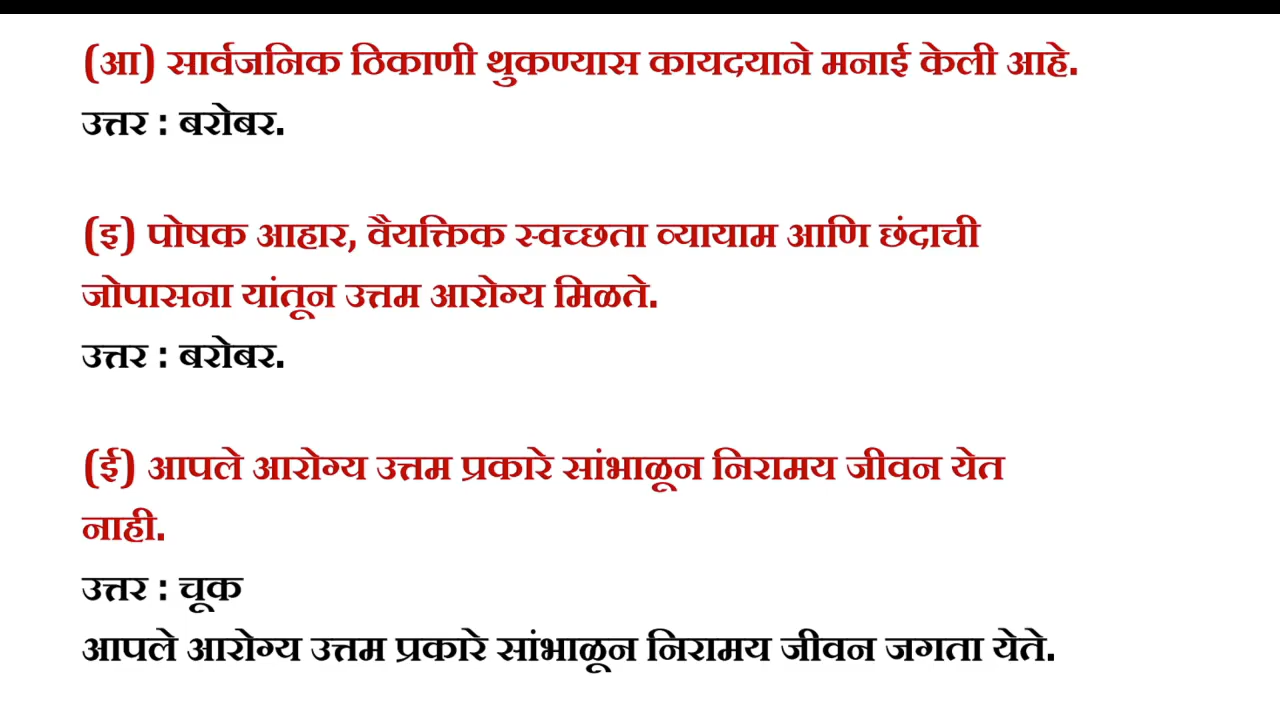 (आ) सार्वजनिक ठिकाणी थुकण्यास कायदयाने मनाई केली आहे.
उत्तर : बरोबर.
(इ) पोषक आहार, वैयक्तिक स्वच्छता व्यायाम आणि छंदाची
जोपासना यांतून उत्तम आरोग्य मिळते.
उत्तर : बरोबर.
(ई) आपले आरोग्य उत्तम प्रकारे सांभाळून निरामय जीवन येत
नाही.
उत्तर : चूक
आपले आरोग्य उत्तम प्रकारे सांभाळून निरामय जीवन जगता येते.